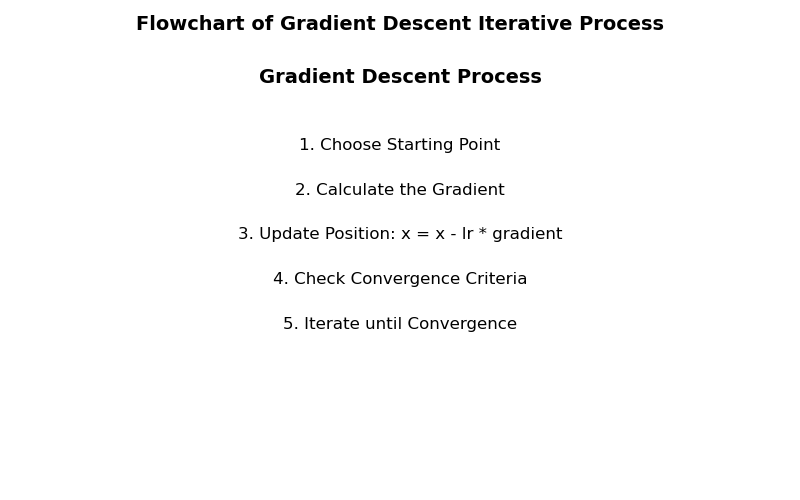 Flowchart of Gradient Descent Iterative Process
Gradient Descent Process
1. Choose Starting Point
2. Calculate the Gradient
3. Update Position: x = x - lr * gradient
4. Check Convergence Criteria
5. Iterate until Convergence